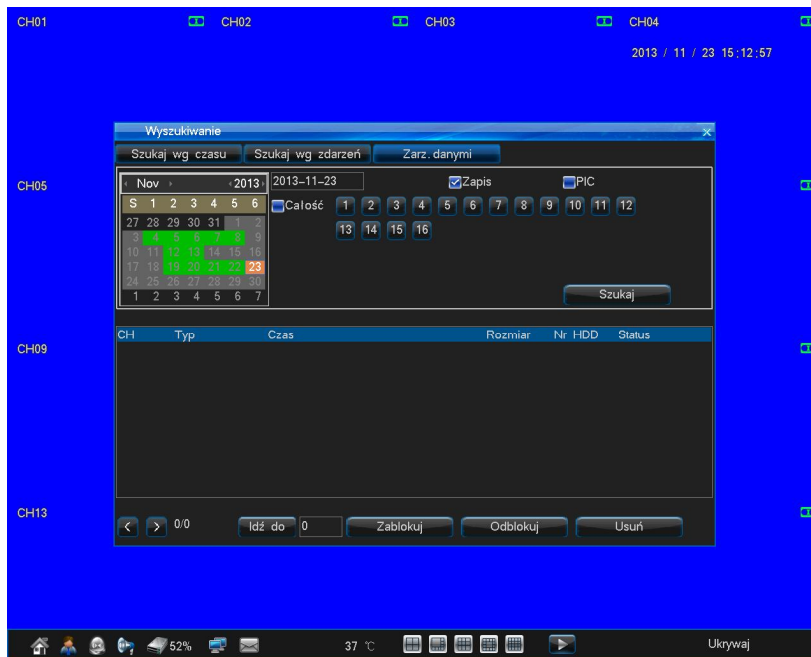 CH01 CH02 CH03 CH04
2013 / 11 / 23 15:12:57
Wyszukiwanie X
Szukaj wg czasu Szukaj wg zdarzeń Zarz.danymi
Nov 2013 2013-11-23 Zapis PIC
CH05
S 1 2 3 4 5 6 Całość 1 2 3 4 5 6 7 8 9 10 11 12
27 28 29 30 31 1 2 13 14 15 16
3 4 5 6 7 8 9
10 11 12 13 14 15 16
17 18 19 20 21 22 23
24 25 26 27 28 29 30
1 2 3 4 5 6 7 Szukaj
CH Typ Czas Rozmiar Nr HDD Status
CH09
CH13
< > 0/0 Idź do 0 Zablokuj Odblokuj Usuń
52% 37 °C Ukrywaj